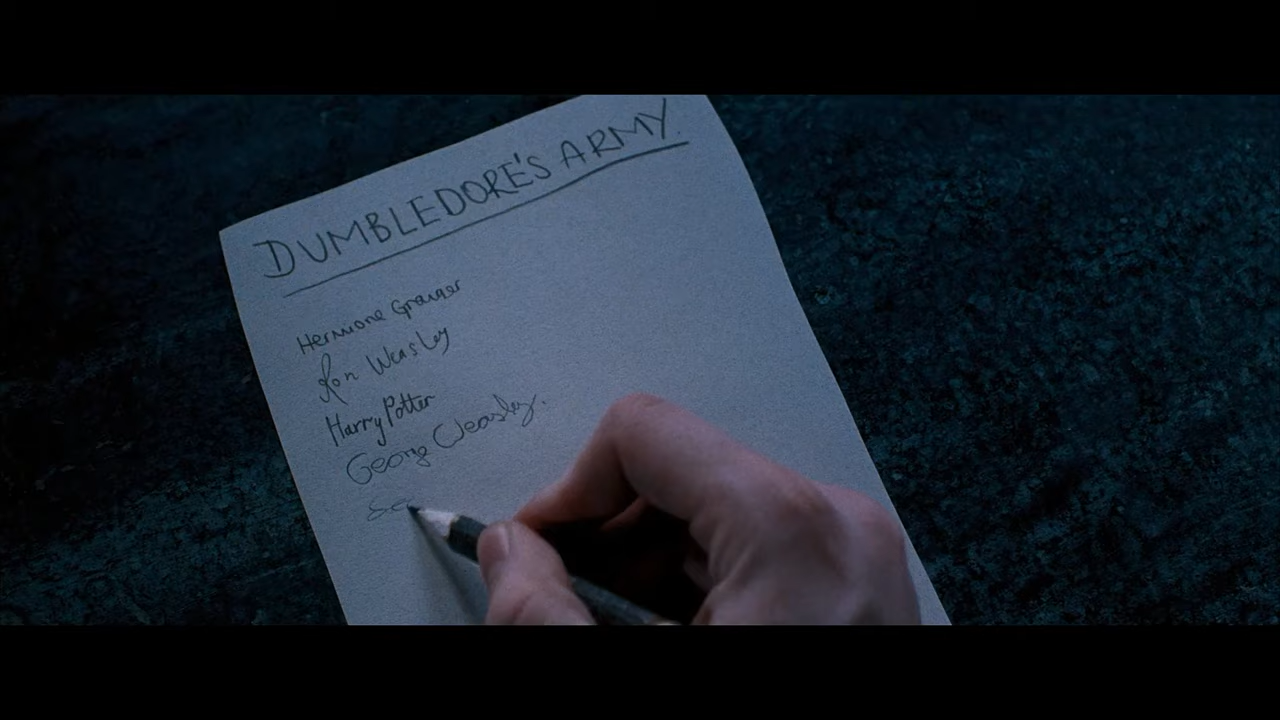 DUMBLEDORE'S ARMY.
Hermione Granger
Ron Weasley
Harry Potter
George Weasley.